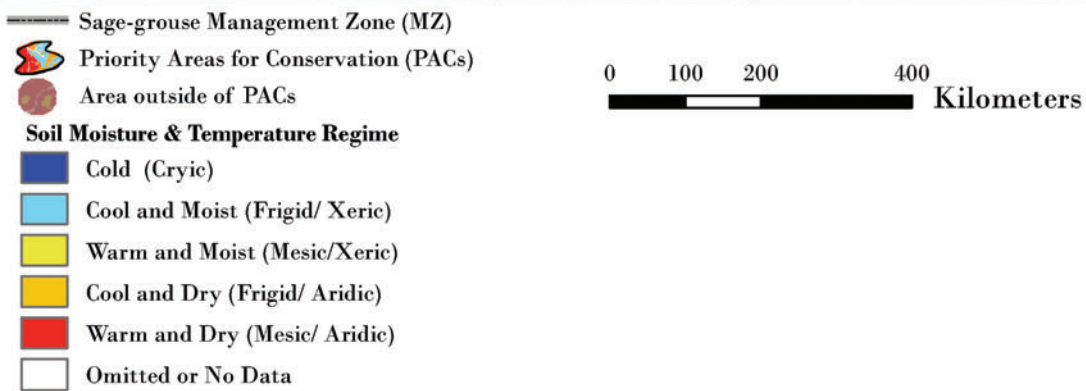 Sage-grouse Management Zone (MZ)
Priority Areas for Conservation (PACs)
Area outside of PACs
0 100 200 400
Kilometers
Soil Moisture & Temperature Regime
Cold (Cryic)
Cool and Moist (Frigid/ Xeric)
Warm and Moist (Mesic/Xeric)
Cool and Dry (Frigid/ Aridic)
Warm and Dry (Mesic/ Aridic)
Omitted or No Data